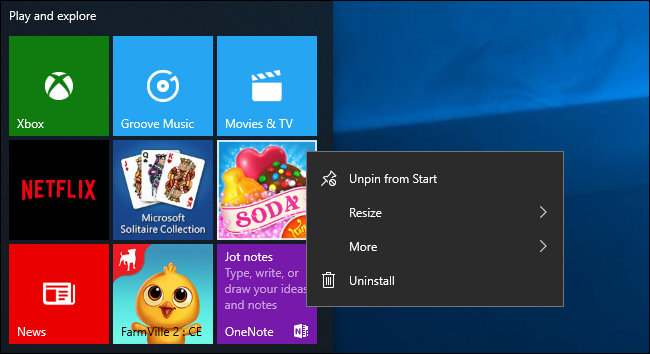 Play and explore
Xbox
Groove Music
Movies & TV
NETFLIX
J
Q
K
A
Microsoft
Solitaire Collection
SODA
Unpin from Start
Resize
More
Uninstall
News
FarmVille 2 : CE
Jot notes
Type, write, or
draw your ideas
and notes
OneNote